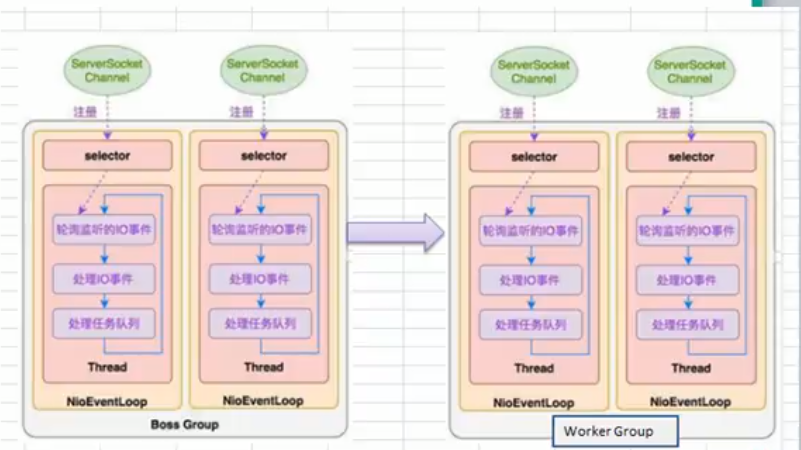 ServerSocket
Channel
ServerSocket
Channel
注册
注册
selector
selector
轮询监听的IO事件
轮询监听的IO事件
处理IO事件
处理IO事件
处理任务队列
处理任务队列
Thread
Thread
NioEventLoop
NioEventLoop
Boss Group
ServerSocket
Channel
ServerSocket
Channel
注册
注册
selector
selector
轮询监听的IO事件
轮询监听的IO事件
处理IO事件
处理IO事件
处理任务队列
处理任务队列
Thread
Thread
NioEventLoop
NioEventLoop
Worker Group